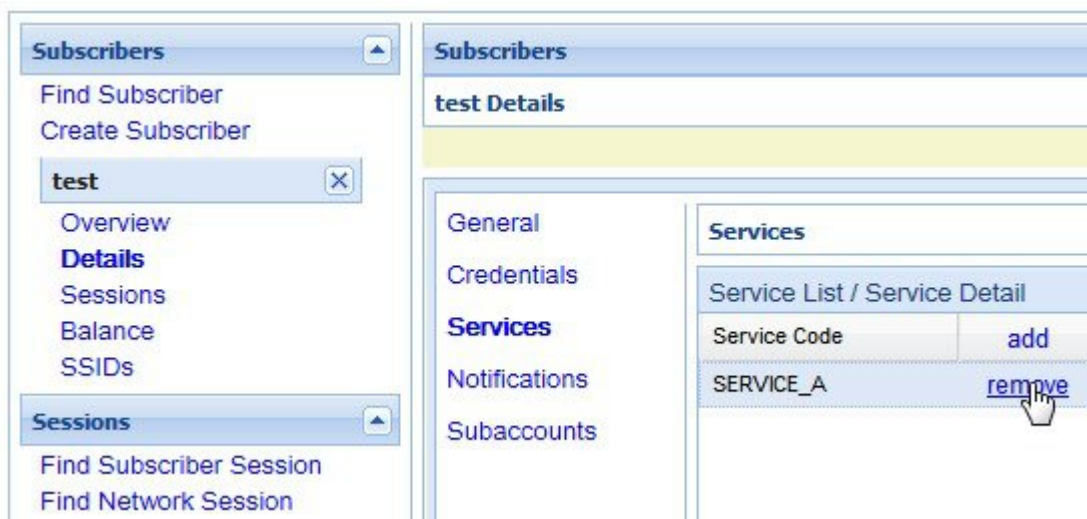 Subscribers
Find Subscriber
Create Subscriber
test
Overview
Details
Sessions
Balance
SSIDs
Sessions
Find Subscriber Session
Find Network Session
Subscribers
test Details
General
Credentials
Services
Notifications
Subaccounts
Services
Service List / Service Detail
Service Code add
SERVICE_A remove